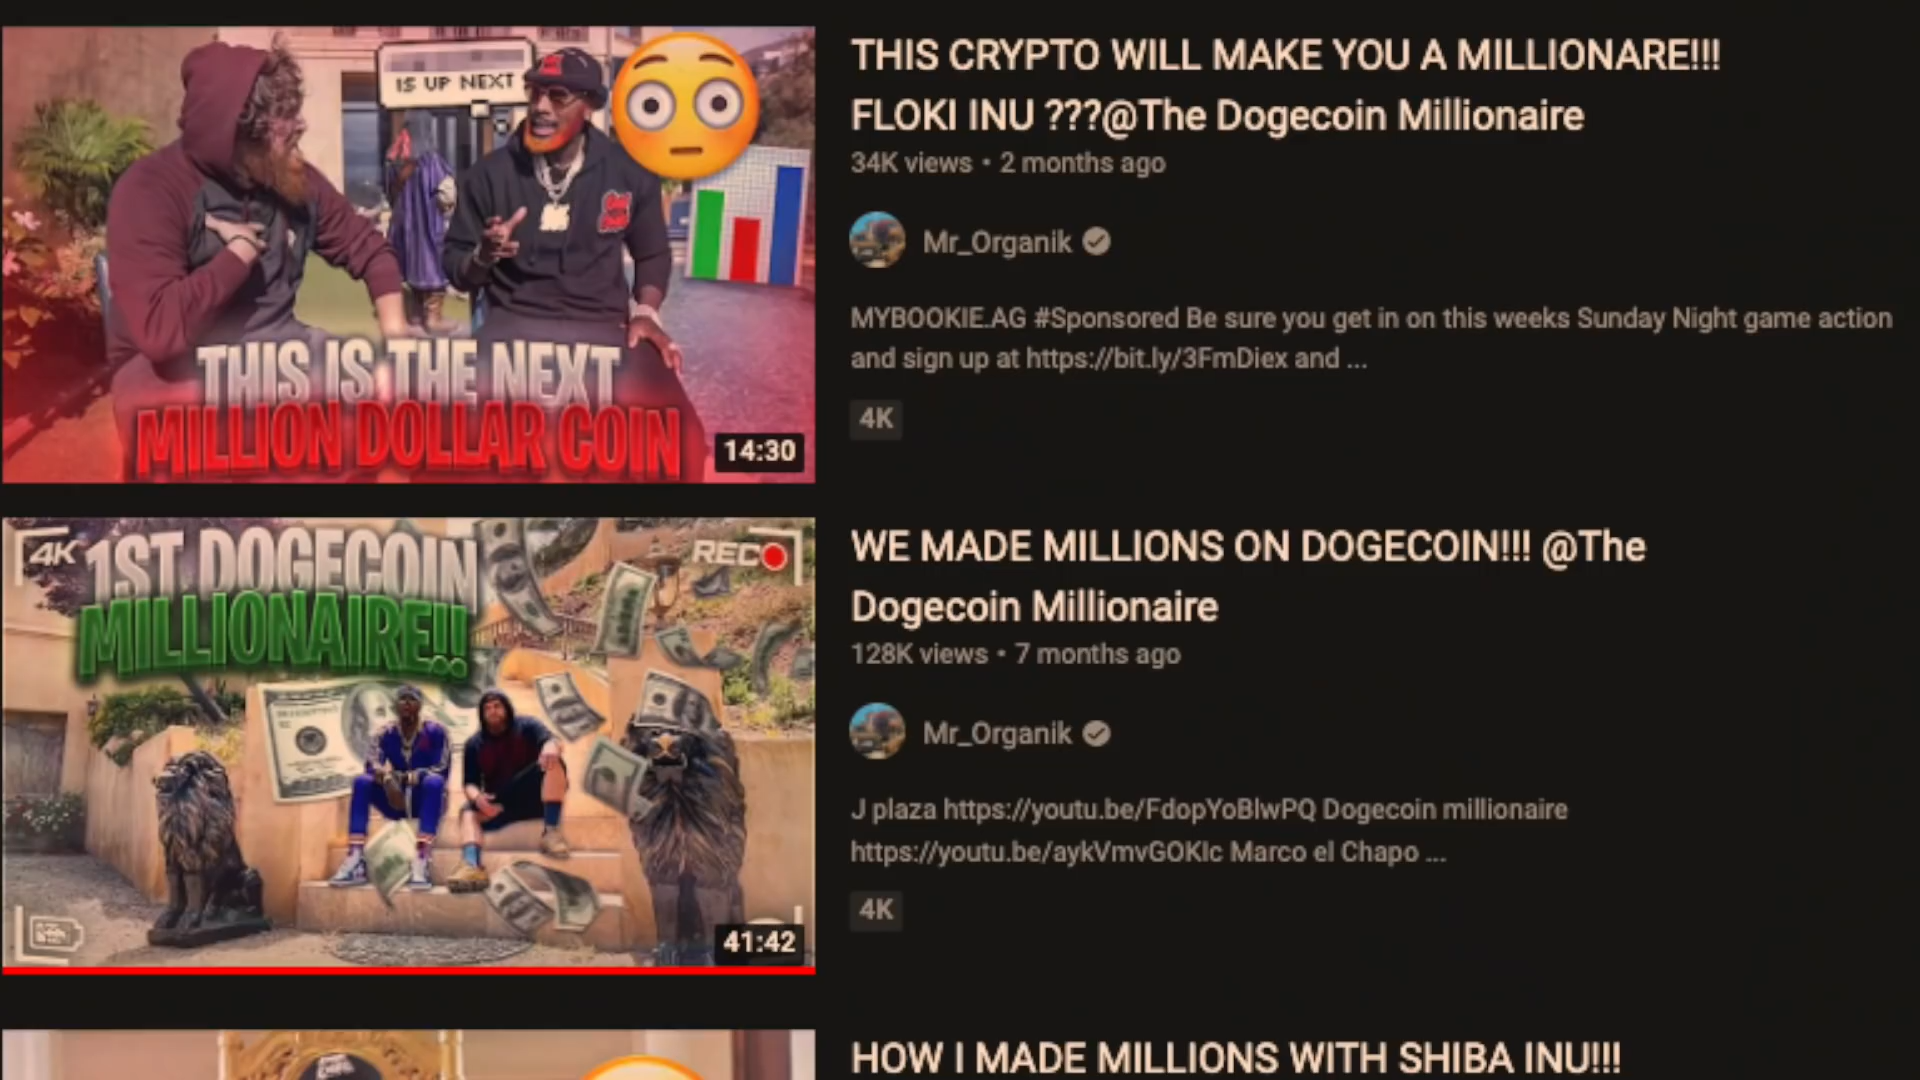 IS UP NEXT
THIS IS THE NEXT
MILLION DOLLAR COIN
14:30
THIS CRYPTO WILL MAKE YOU A MILLIONARE!!!
FLOKI INU ???@The Dogecoin Millionaire
34K views • 2 months ago
Mr_Organik
MYBOOKIE.AG #Sponsored Be sure you get in on this weeks Sunday Night game action
and sign up at https://bit.ly/3FmDiex and ...
4K
4K
1ST DOGECOIN
MILLIONAIRE!!
REC
41:42
WE MADE MILLIONS ON DOGECOIN!!! @The
Dogecoin Millionaire
128K views • 7 months ago
Mr_Organik
J plaza https://youtu.be/FdopYoBlwPQ Dogecoin millionaire
https://youtu.be/aykVmvGOKlc Marco el Chapo ...
4K
HOW I MADE MILLIONS WITH SHIBA INU!!!